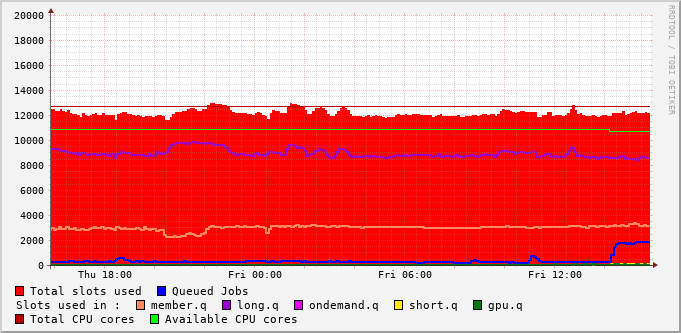 20000
18000
16000
14000
12000
10000
8000
6000
4000
2000
0
Thu 18:00 Fri 00:00 Fri 06:00 Fri 12:00
Total slots used Queued Jobs
Slots used in : member.q long.q ondemand.q short.q gpu.q
Total CPU cores Available CPU cores
RRDTOOL / TOBI OETIKER